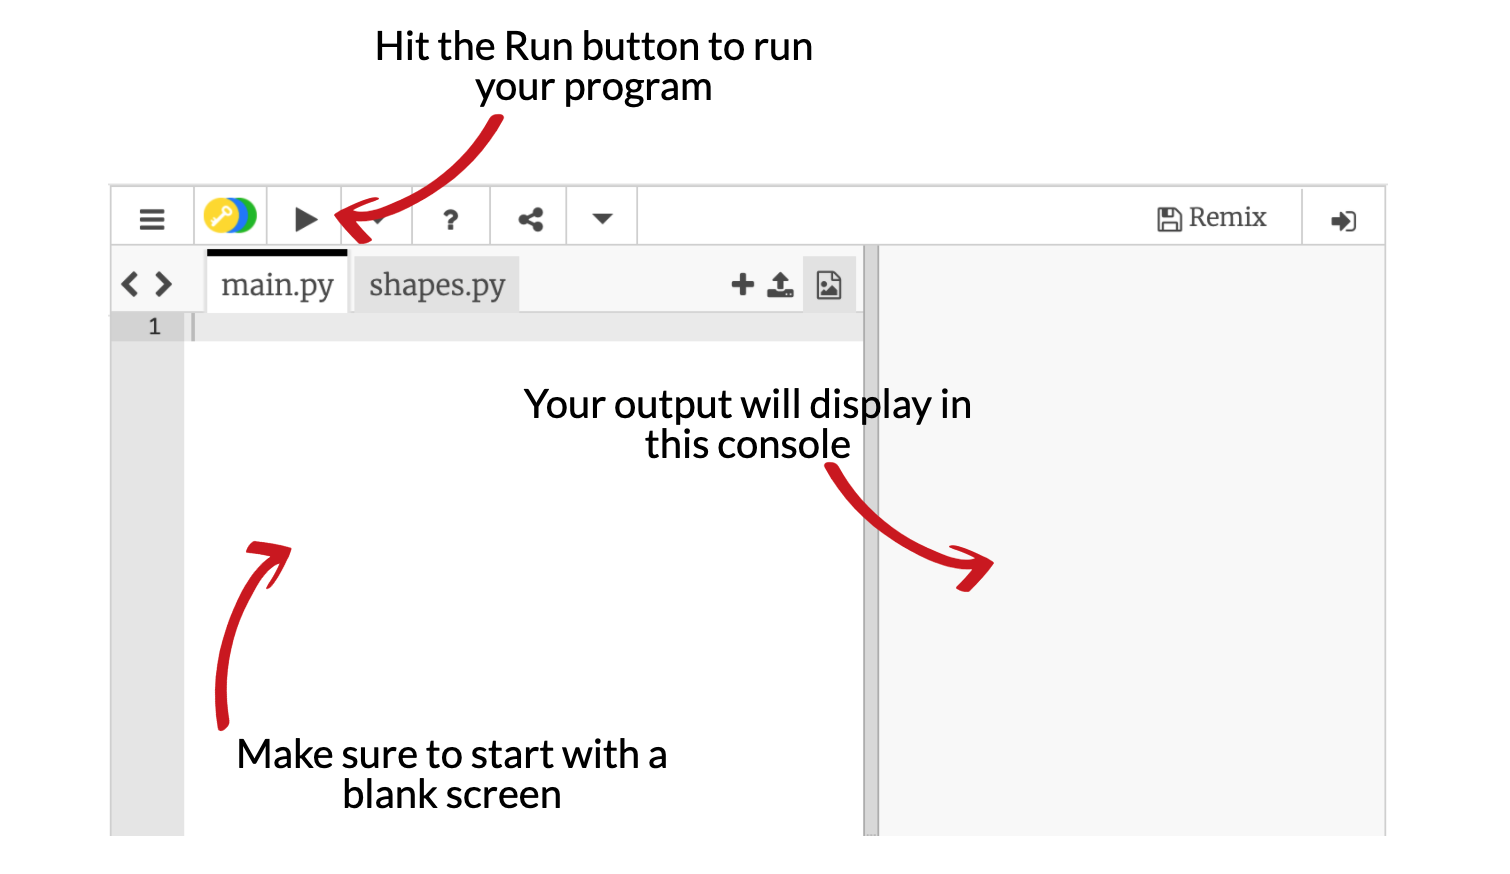 Hit the Run button to run
your program
?
Remix
main.py
shapes.py
1
Your output will display in
this console
Make sure to start with a
blank screen